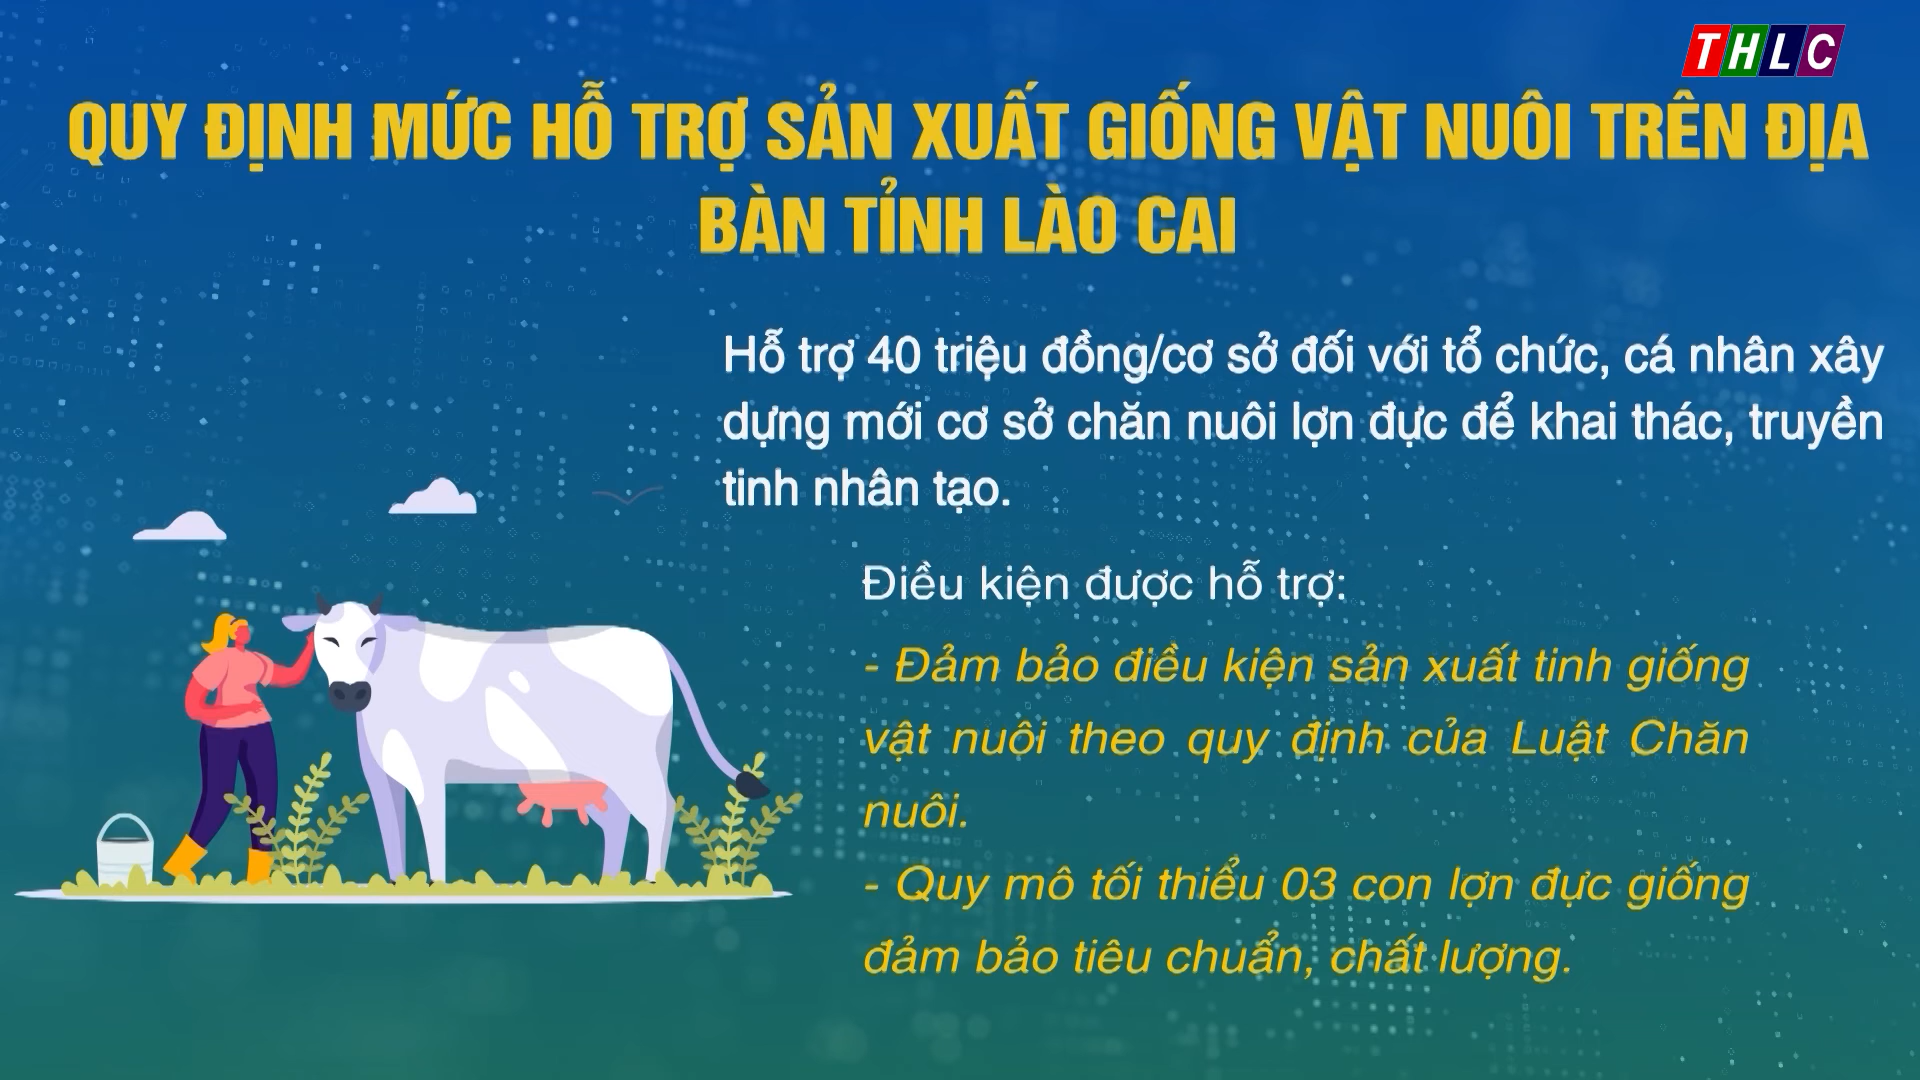 THLC
QUY ĐỊNH MỨC HỖ TRỢ SẢN XUẤT GIỐNG VẬT NUÔI TRÊN ĐỊA
BÀN TỈNH LÀO CAI
Hỗ trợ 40 triệu đồng/cơ sở đối với tổ chức, cá nhân xây
dựng mới cơ sở chăn nuôi lợn đực để khai thác, truyền
tinh nhân tạo.
Điều kiện được hỗ trợ:
- Đảm bảo điều kiện sản xuất tinh giống
vật nuôi theo quy định của Luật Chăn
nuôi.
- Quy mô tối thiểu 03 con lợn đực giống
đảm bảo tiêu chuẩn, chất lượng.